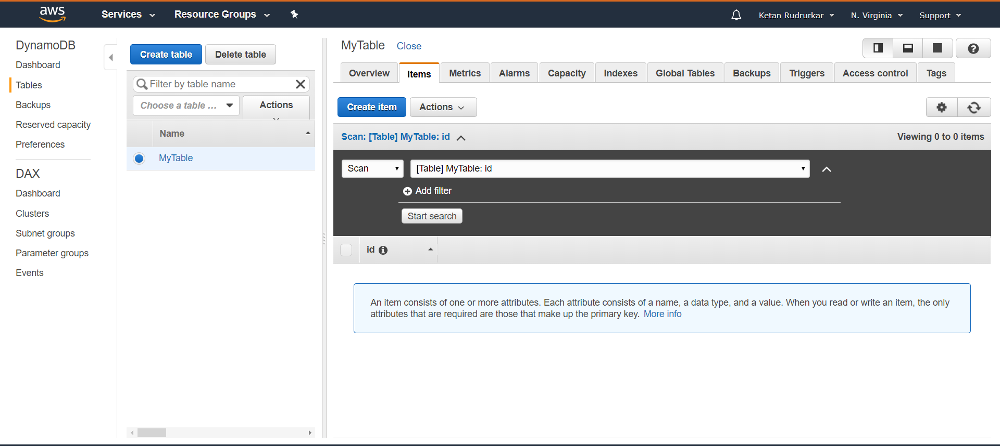 aws
Services
Resource Groups
Ketan Rudrurkar
N. Virginia
Support
DynamoDB
Dashboard
Tables
Backups
Reserved capacity
Preferences
DAX
Dashboard
Clusters
Subnet groups
Parameter groups
Events
Create table
Delete table
Filter by table name
Choose a table ...
Actions
Name
MyTable
MyTable Close
Overview
Items
Metrics
Alarms
Capacity
Indexes
Global Tables
Backups
Triggers
Access control
Tags
Create item
Actions
Scan: [Table] MyTable: id
Viewing 0 to 0 items
Scan
[Table] MyTable: id
Add filter
Start search
id
An item consists of one or more attributes. Each attribute consists of a name, a data type, and a value. When you read or write an item, the only
attributes that are required are those that make up the primary key. More info